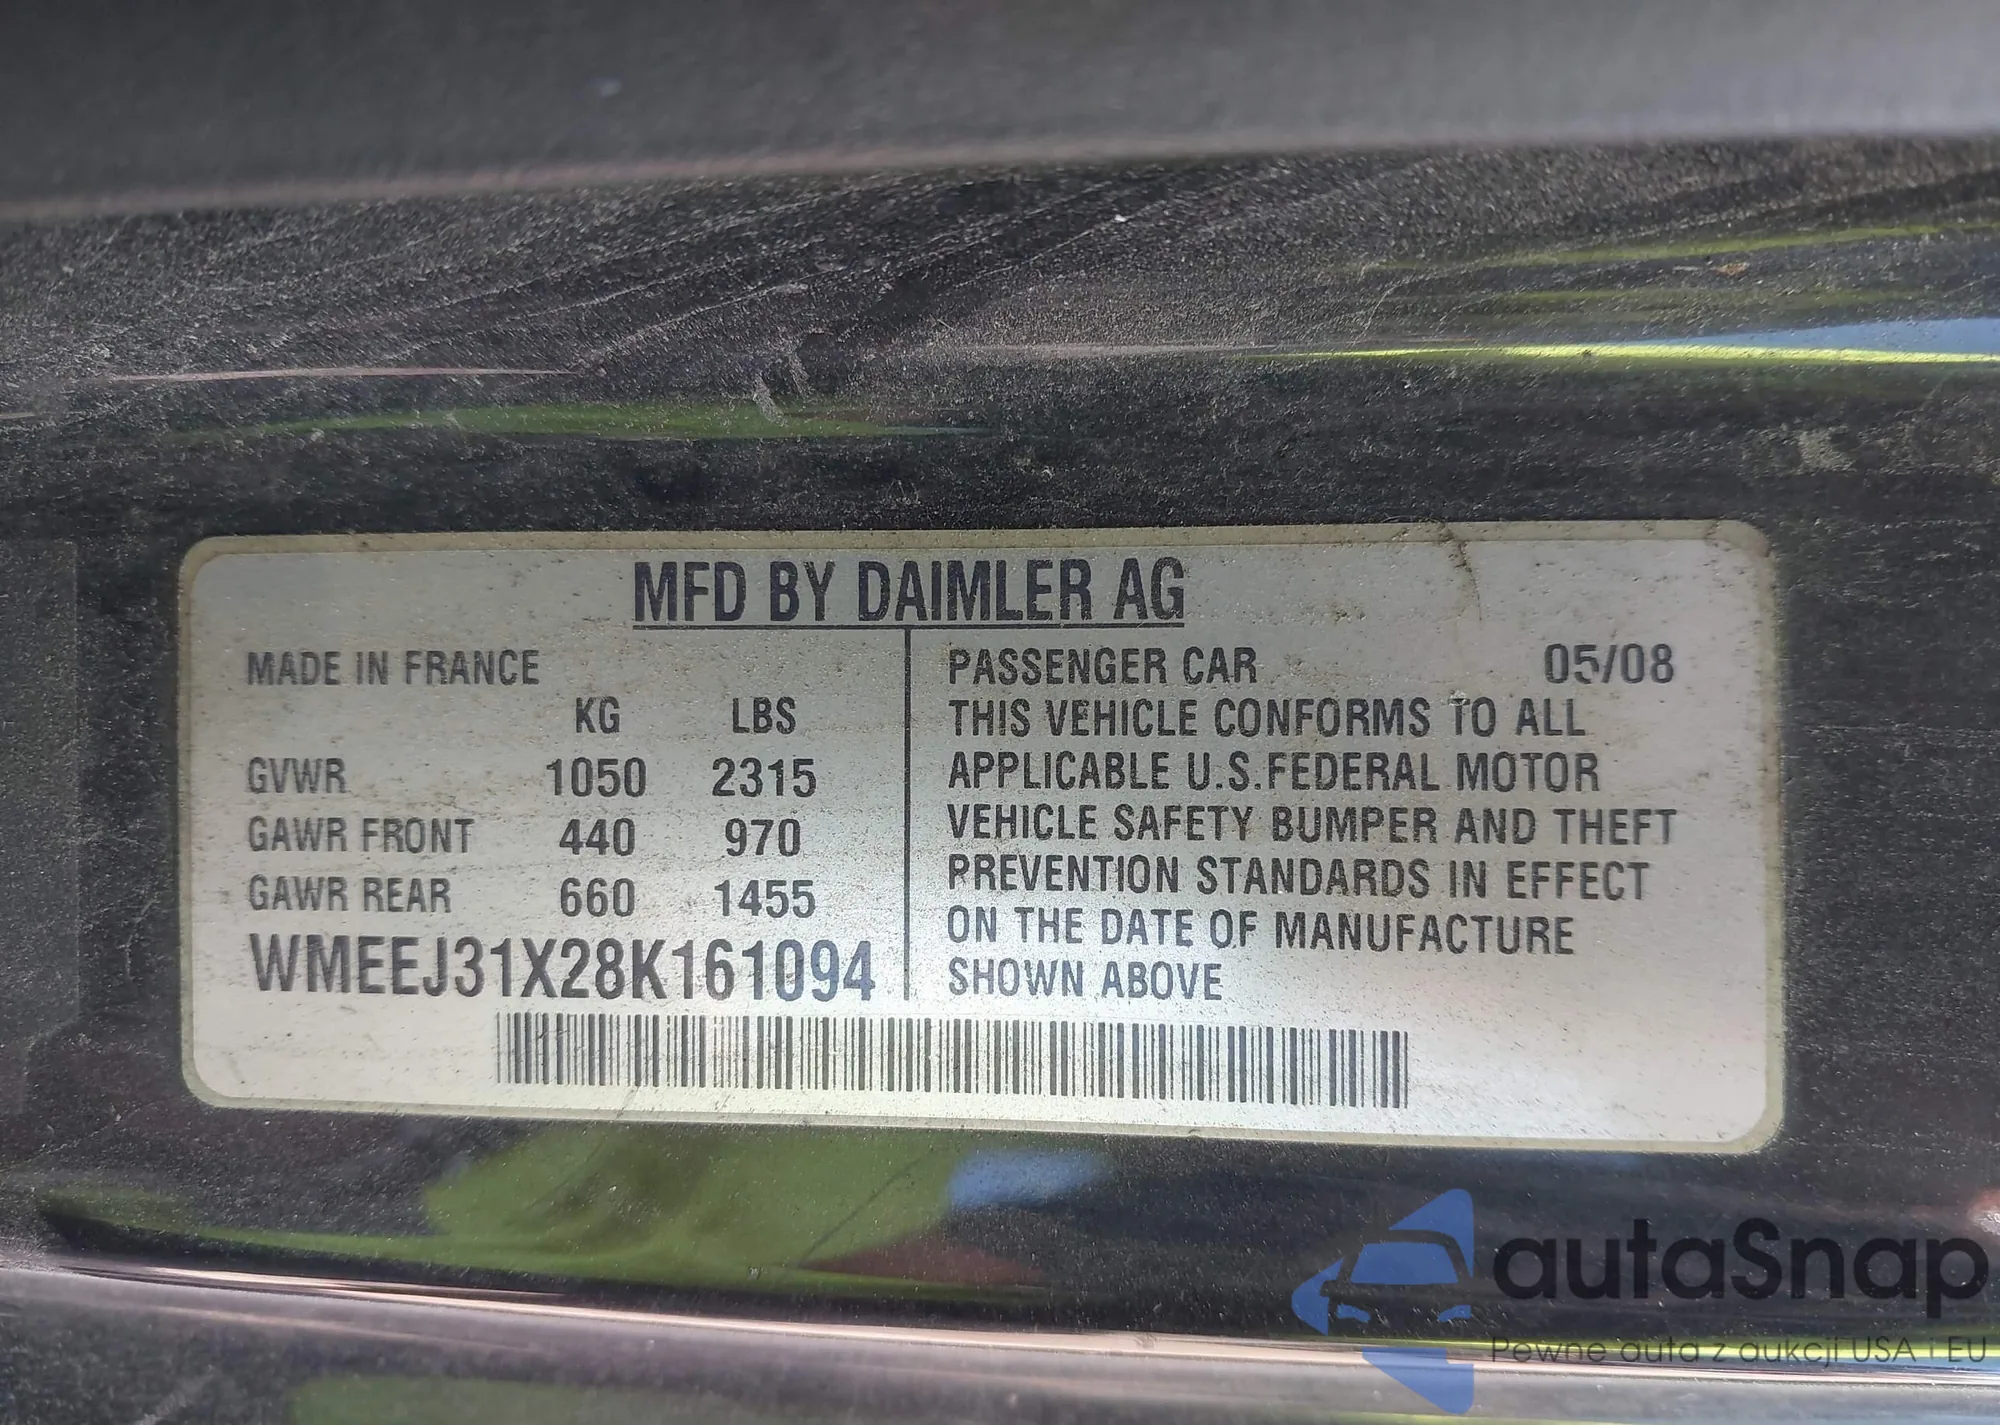 MFD BY DAIMLER AG
MADE IN FRANCE
KG LBS
GVWR 1050 2315
GAWR FRONT 440 970
GAWR REAR 660 1455
WMEEJ31X28K161094
PASSENGER CAR 05/08
THIS VEHICLE CONFORMS TO ALL
APPLICABLE U.S.FEDERAL MOTOR
VEHICLE SAFETY BUMPER AND THEFT
PREVENTION STANDARDS IN EFFECT
ON THE DATE OF MANUFACTURE
SHOWN ABOVE
autaSnap
Pewne auta z aukcji USA i EU